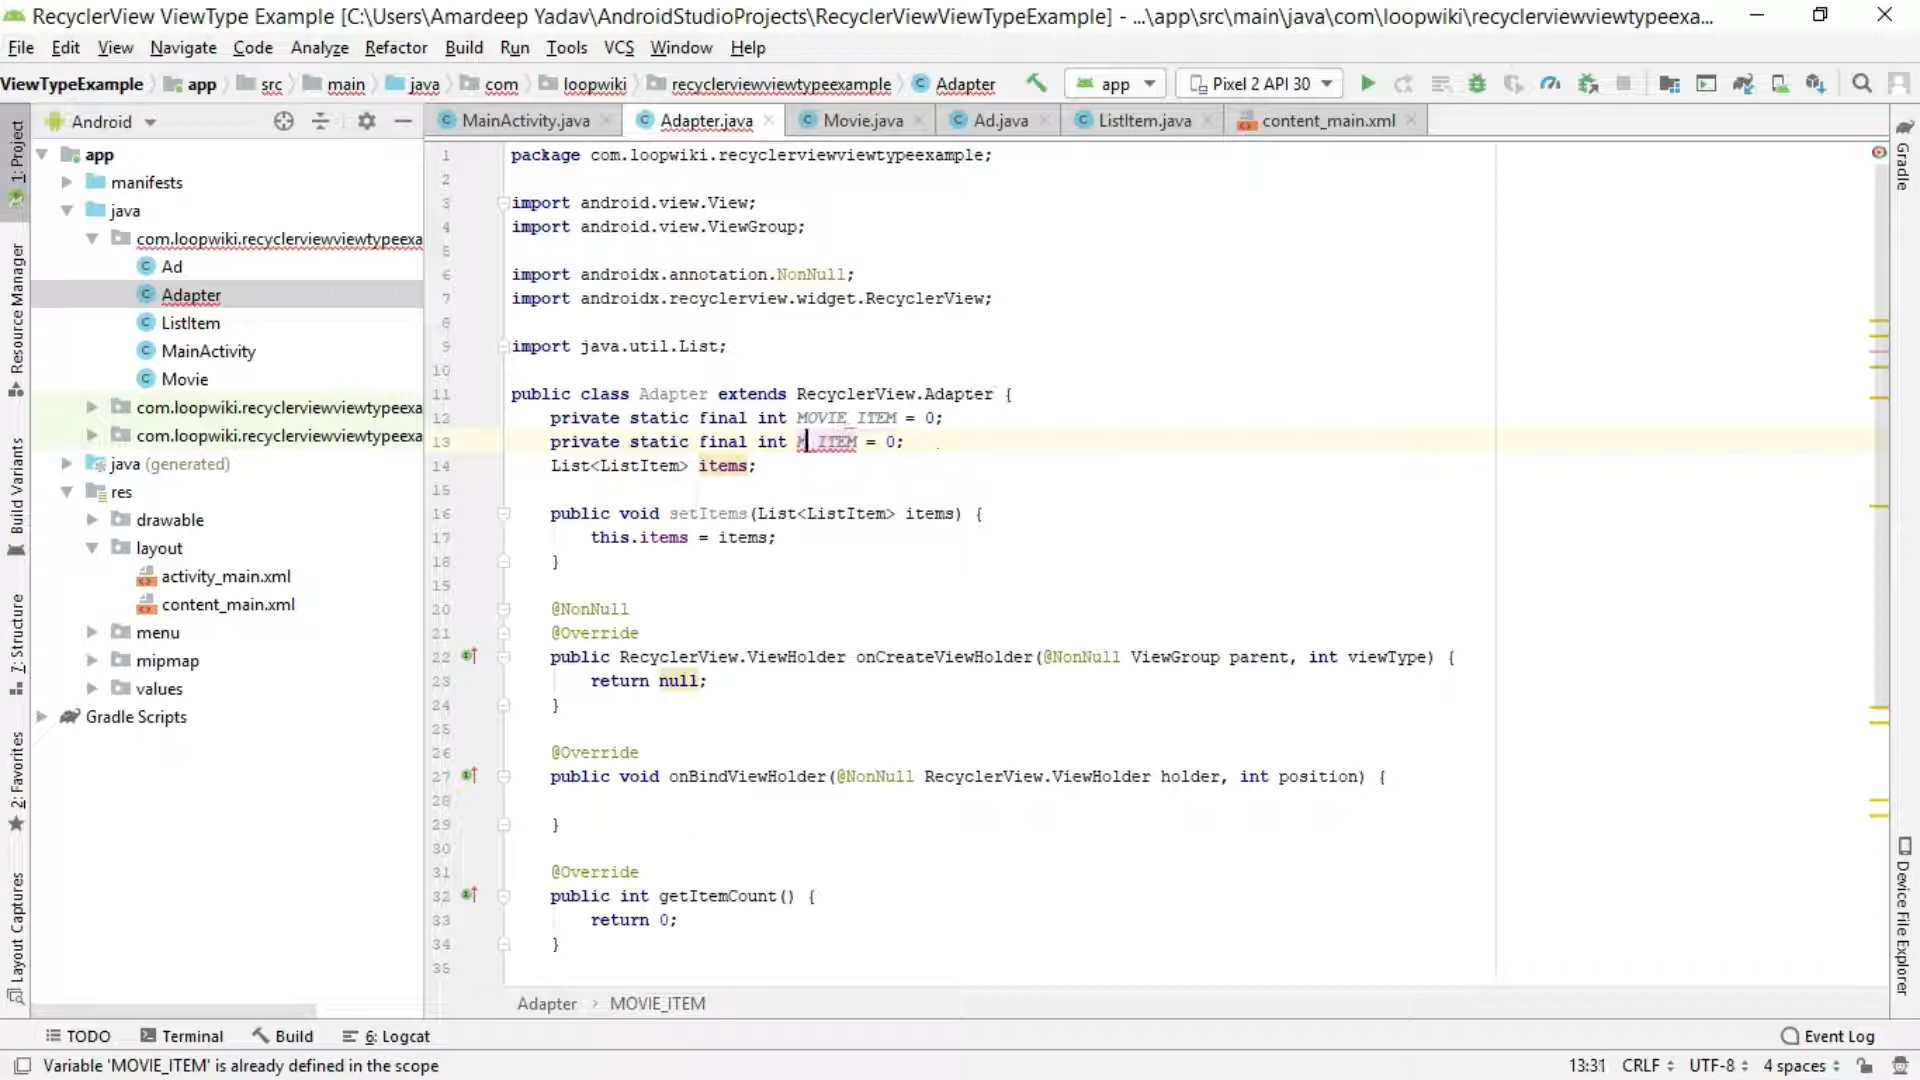 RecyclerView ViewType Example [C:\Users\Amardeep Yadav\AndroidStudioProjects\RecyclerViewViewTypeExample] - ...\app\src\main\java\com\loopwiki\recyclerviewviewtypeexa...
File Edit View Navigate Code Analyze Refactor Build Run Tools VCS Window Help
ViewTypeExample app src main java com loopwiki recyclerviewviewtypeexample Adapter app Pixel 2 API 30
Android MainActivity.java Adapter.java Movie.java Ad.java ListItem.java content_main.xml
1: Project
Resource Manager
Build Variants
7: Structure
2: Favorites
Layout Captures
app
manifests
java
com.loopwiki.recyclerviewviewtypeexa
Ad
Adapter
ListItem
MainActivity
Movie
com.loopwiki.recyclerviewviewtypeexa
com.loopwiki.recyclerviewviewtypeexa
java (generated)
res
drawable
layout
activity_main.xml
content_main.xml
menu
mipmap
values
Gradle Scripts
1 package com.loopwiki.recyclerviewviewtypeexample;
2
3 import android.view.View;
4 import android.view.ViewGroup;
5
6 import androidx.annotation.NonNull;
7 import androidx.recyclerview.widget.RecyclerView;
8
9 import java.util.List;
10
11 public class Adapter extends RecyclerView.Adapter {
12 private static final int MOVIE_ITEM = 0;
13 private static final int M_ITEM = 0;
14 List<ListItem> items;
15
16 public void setItems(List<ListItem> items) {
17 this.items = items;
18 }
19
20 @NonNull
21 @Override
22 public RecyclerView.ViewHolder onCreateViewHolder(@NonNull ViewGroup parent, int viewType) {
23 return null;
24 }
25
26 @Override
27 public void onBindViewHolder(@NonNull RecyclerView.ViewHolder holder, int position) {
28
29 }
30
31 @Override
32 public int getItemCount() {
33 return 0;
34 }
35
Adapter › MOVIE_ITEM
Gradle
Device File Explorer
TODO Terminal Build 6: Logcat Event Log
Variable 'MOVIE_ITEM' is already defined in the scope 13:31 CRLF UTF-8 4 spaces